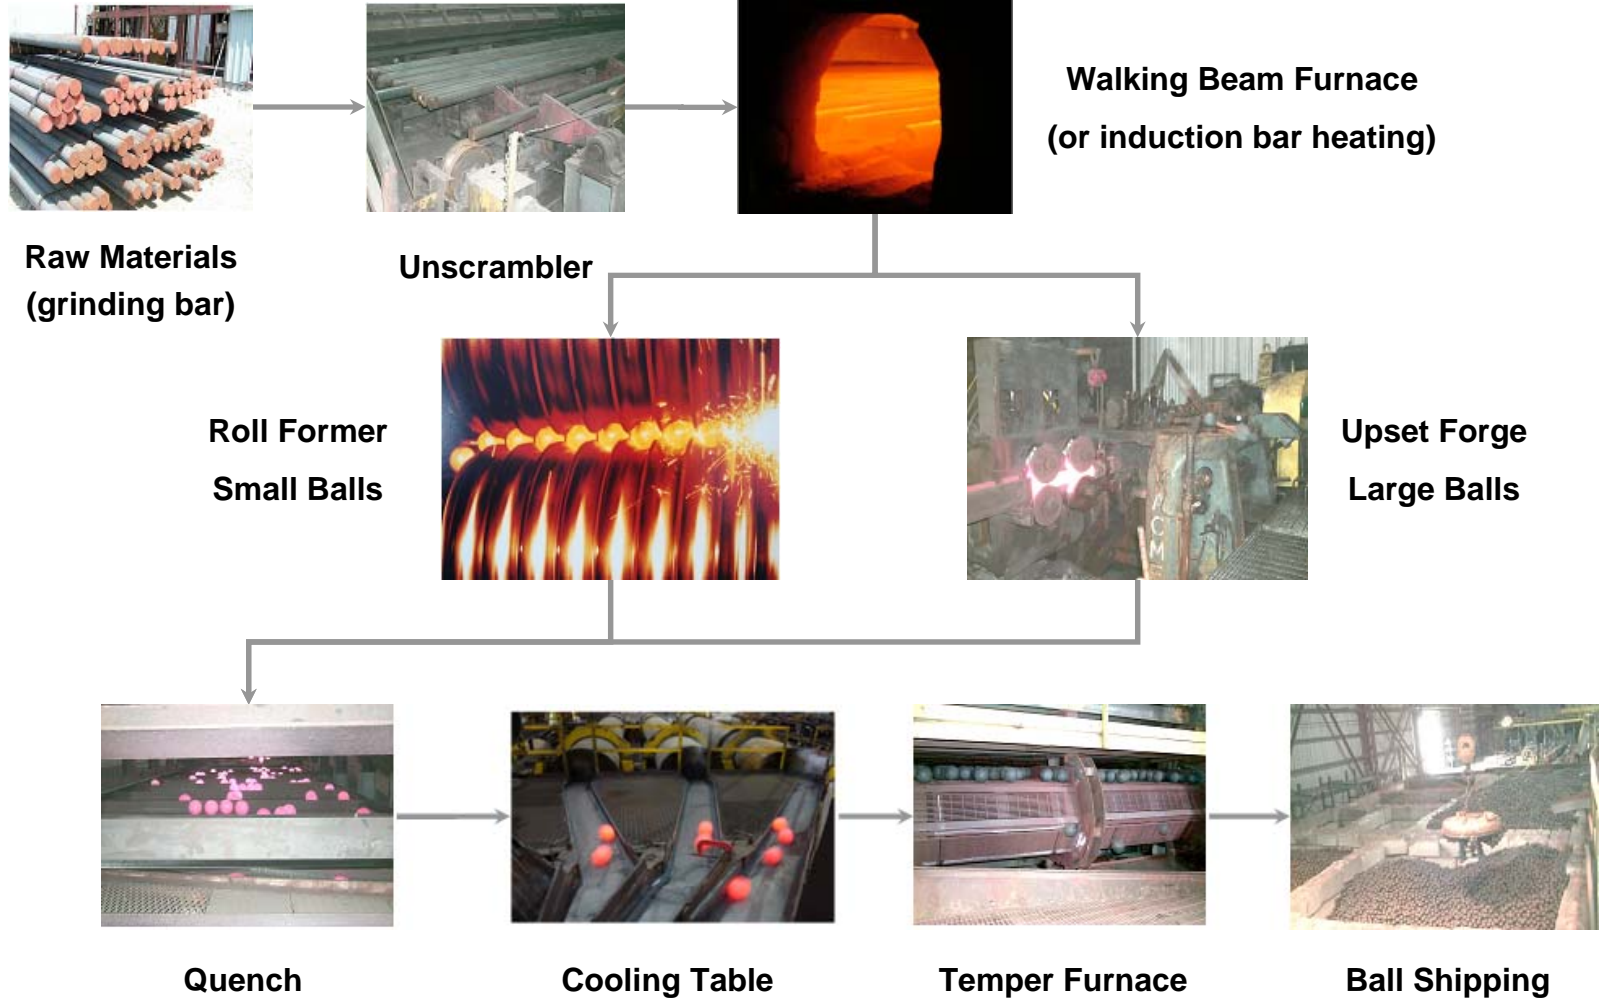 Walking Beam Furnace
(or induction bar heating)
Raw Materials
(grinding bar)
Unscrambler
Roll Former
Small Balls
Upset Forge
Large Balls
ACM
Quench
Cooling Table
Temper Furnace
Ball Shipping